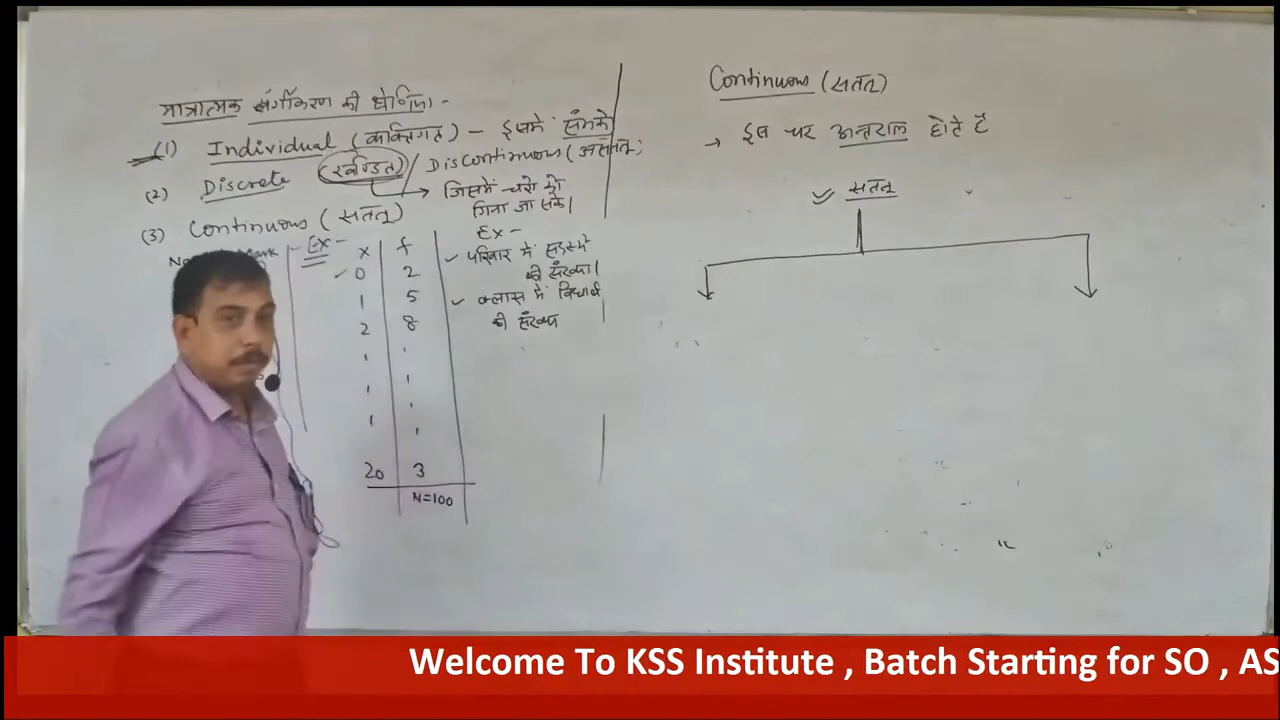 मात्रात्मक वर्गीकरण की श्रेणियां -
(1) Individual (व्यक्तिगत) - इसमें समंको
(2) Discrete (खण्डित) / Discontinuous (असतत्)
→ जिसमें चरो को
गिना जा सके।
(3) Continuous (सतत्)
Ex -
X f
0 2
1 5
2 8
20 3
N=100
Ex -
परिवार में सदस्यों
की संख्या।
क्लास में विद्यार्थी
की संख्या
Continuous (सतत्)
→ इस चर अन्तराल होते है
सतत्
Welcome To KSS Institute , Batch Starting for SO , AS